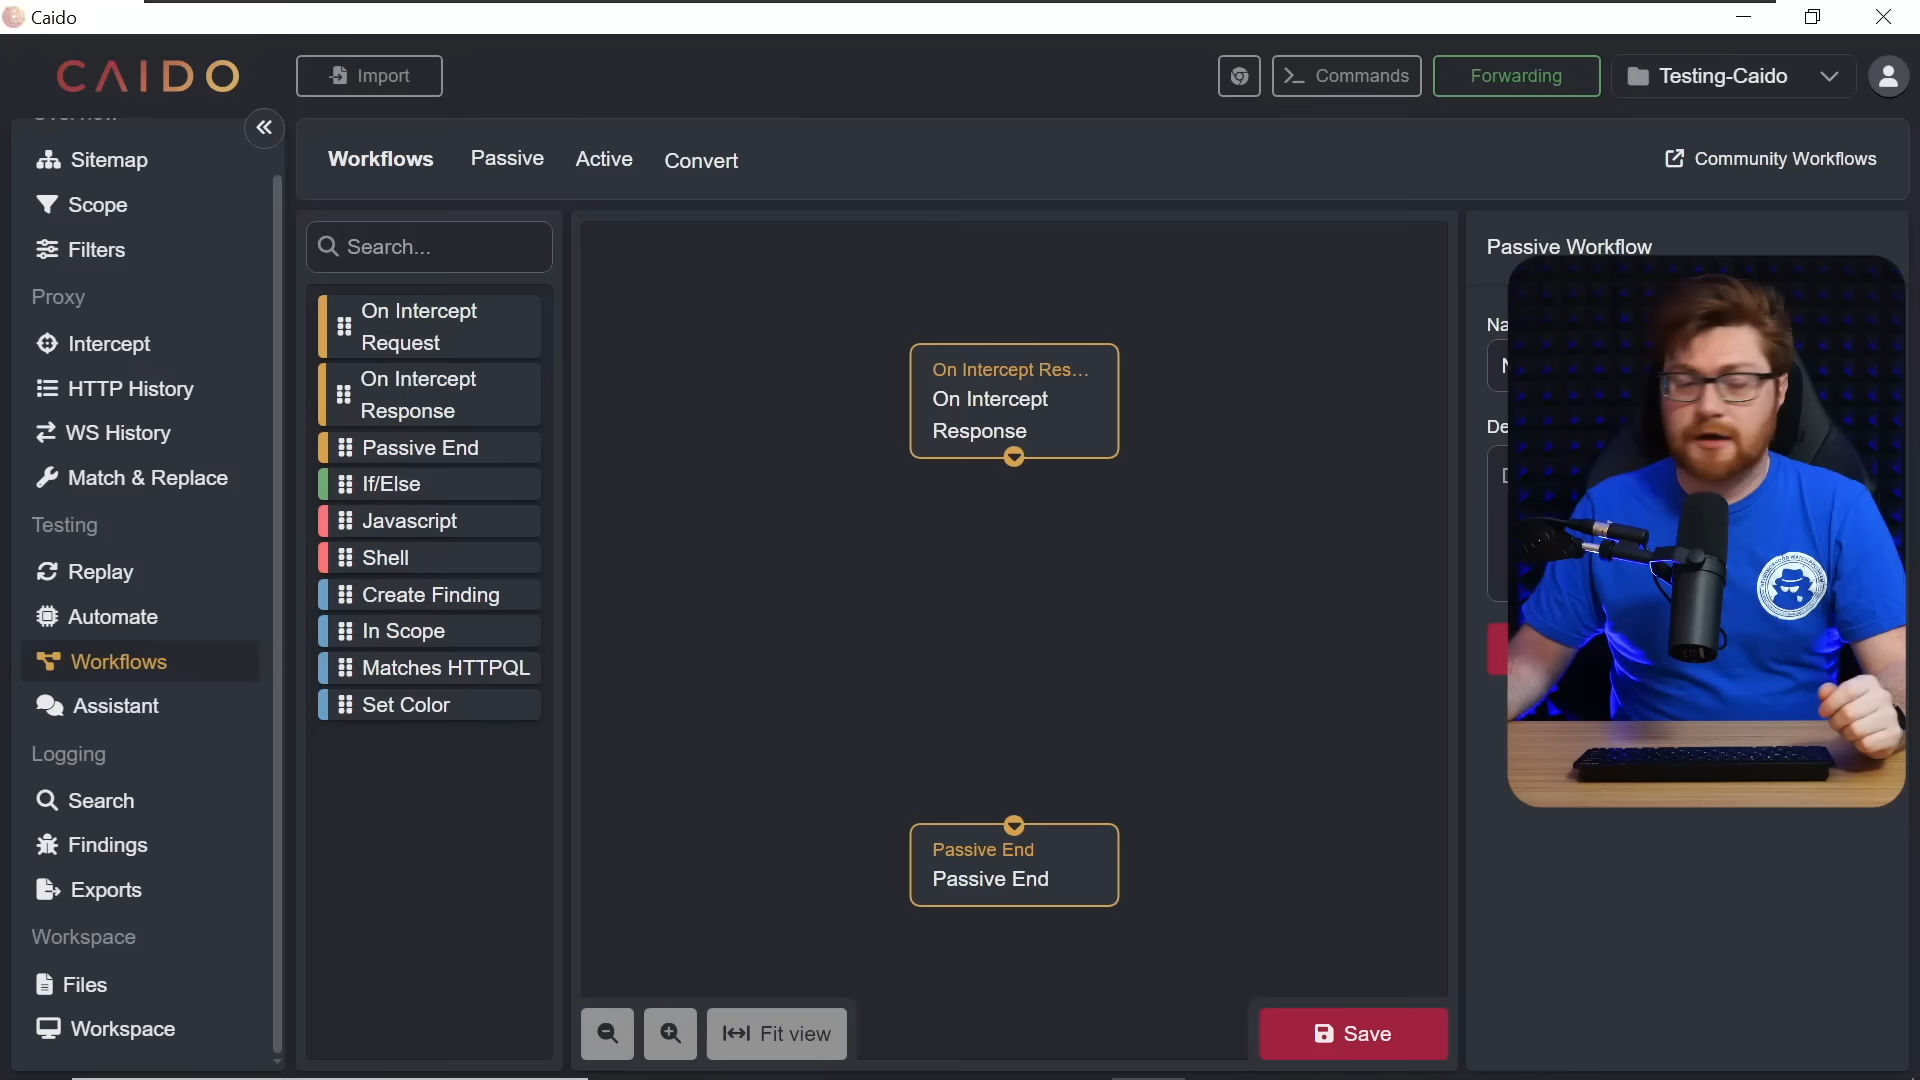 Caido
CAIDO
Import
Commands
Forwarding
Testing-Caido
Sitemap
Scope
Filters
Proxy
Intercept
HTTP History
WS History
Match & Replace
Testing
Replay
Automate
Workflows
Assistant
Logging
Search
Findings
Exports
Workspace
Files
Workspace
Workflows
Passive
Active
Convert
Community Workflows
Search...
On Intercept
Request
On Intercept
Response
Passive End
If/Else
Javascript
Shell
Create Finding
In Scope
Matches HTTPQL
Set Color
On Intercept Res...
On Intercept
Response
Passive End
Passive End
Fit view
Save
Passive Workflow
Na
De